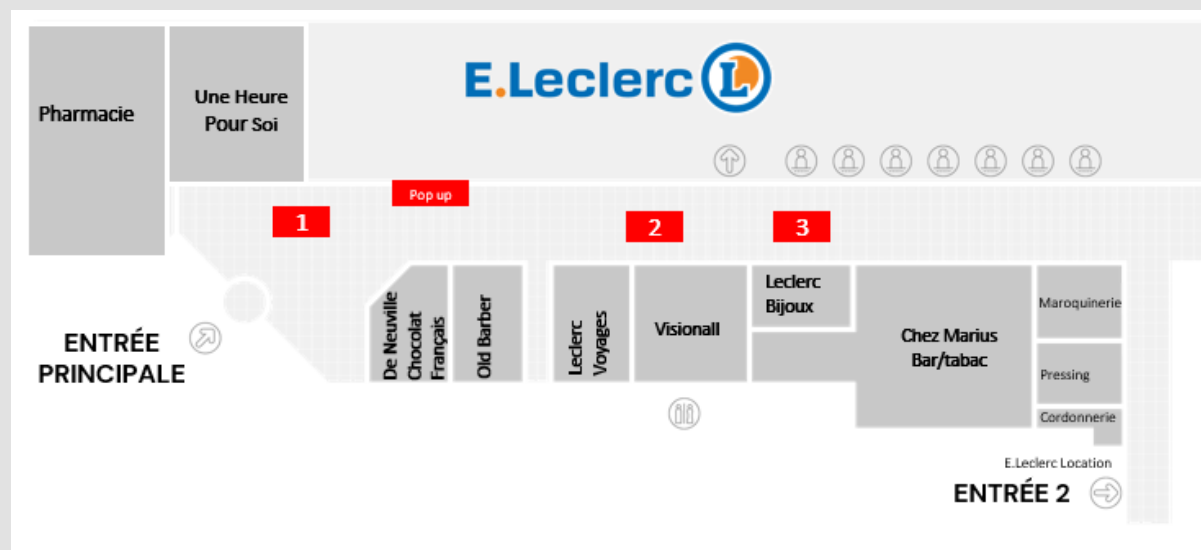 E.Leclerc L
Pharmacie
Une Heure
Pour Soi
Pop up
1
2
3
De Neuville
Chocolat
Français
Old Barber
Leclerc
Voyages
Visionall
Leclerc
Bijoux
Chez Marius
Bar/tabac
Maroquinerie
Pressing
Cordonnerie
ENTRÉE
PRINCIPALE
E.Leclerc Location
ENTRÉE 2